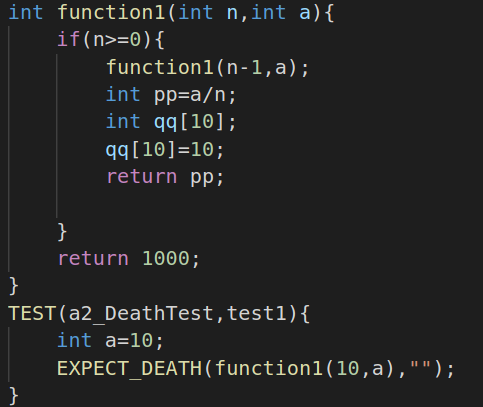 int function1(int n,int a){
    if(n>=0){
        function1(n-1,a);
        int pp=a/n;
        int qq[10];
        qq[10]=10;
        return pp;

    }
    return 1000;
}
TEST(a2_DeathTest,test1){
    int a=10;
    EXPECT_DEATH(function1(10,a),"");
}